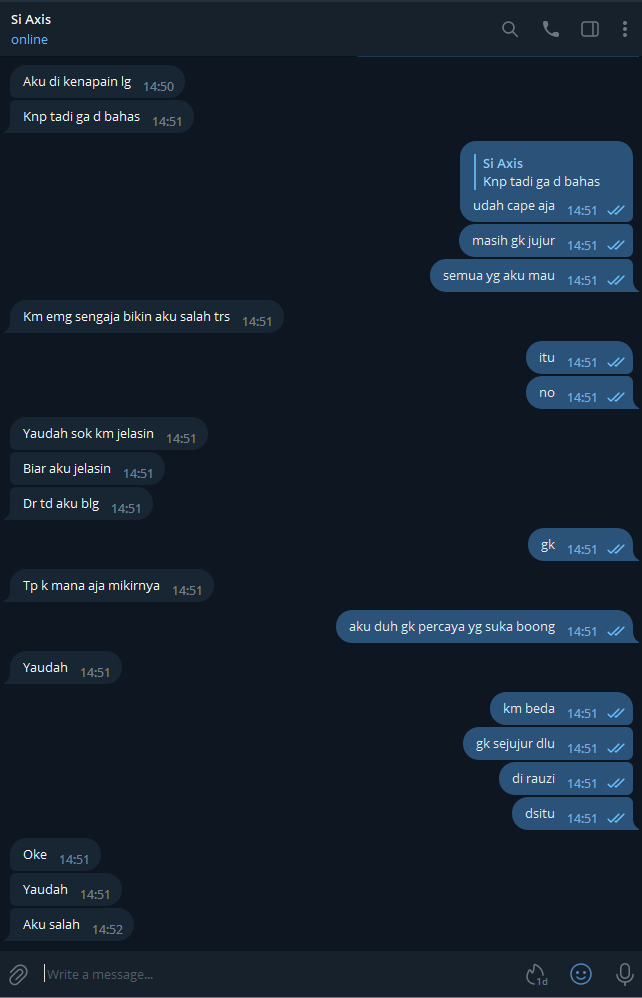 Si Axis
online
Aku di kenapain lg 14:50
Knp tadi ga d bahas 14:51
Si Axis
Knp tadi ga d bahas
udah cape aja 14:51
masih gk jujur 14:51
semua yg aku mau 14:51
Km emg sengaja bikin aku salah trs 14:51
itu 14:51
no 14:51
Yaudah sok km jelasin 14:51
Biar aku jelasin 14:51
Dr td aku blg 14:51
gk 14:51
Tp k mana aja mikirnya 14:51
aku duh gk percaya yg suka boong 14:51
Yaudah 14:51
km beda 14:51
gk sejujur dlu 14:51
di rauzi 14:51
dsitu 14:51
Oke 14:51
Yaudah 14:51
Aku salah 14:52
Write a message...
1d